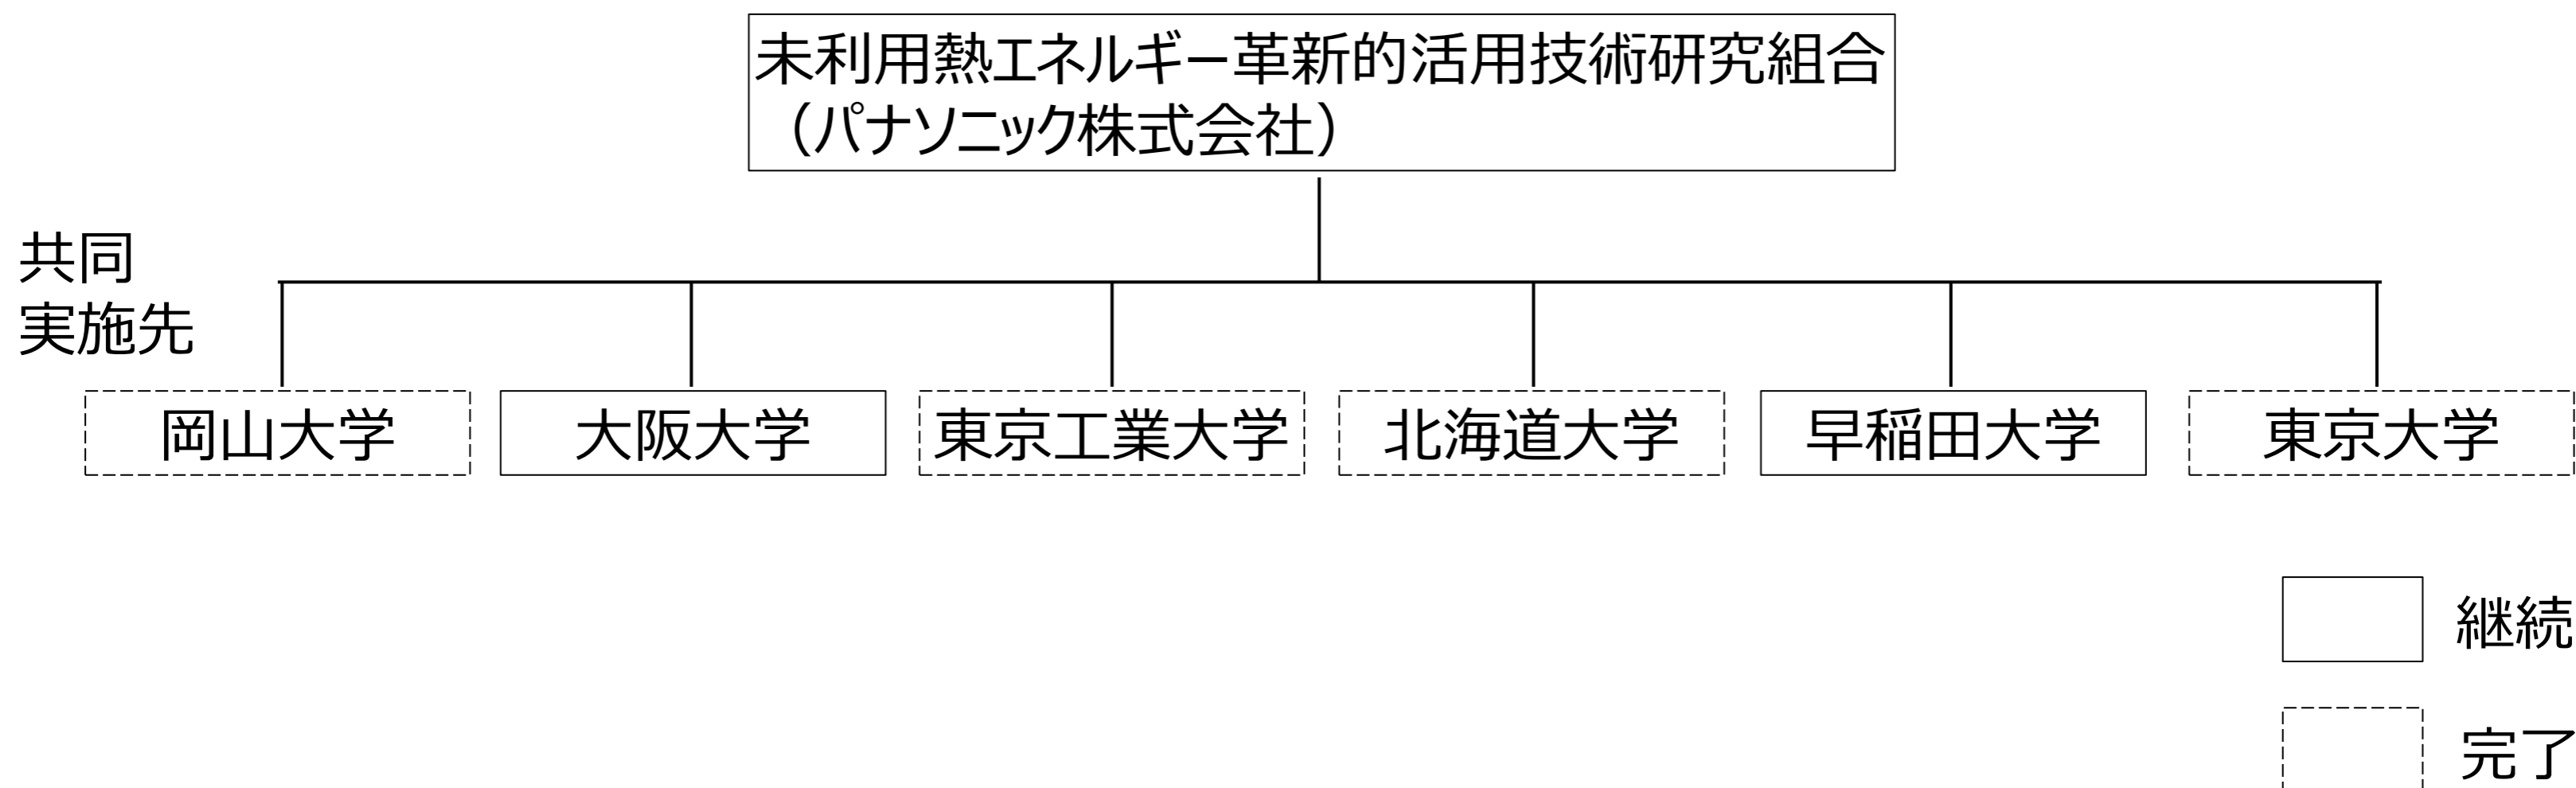 未利用熱エネルギー革新的活用技術研究組合
（パナソニック株式会社）
共同
実施先
岡山大学
大阪大学
東京工業大学
北海道大学
早稲田大学
東京大学
継続
完了